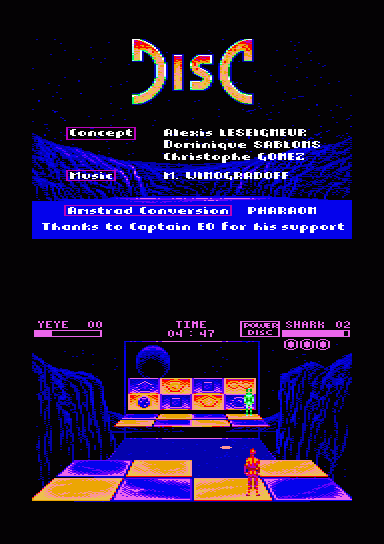 DISC
Concept Alexis LESEIGNEUR
Dominique SABLONS
Christophe GOMEZ
Music M. WINOGRADOFF
Amstrad Conversion PHARAON
Thanks to Captain EO for his support
YEYE 00 TIME POWER DISC SHARK 02
04 : 47